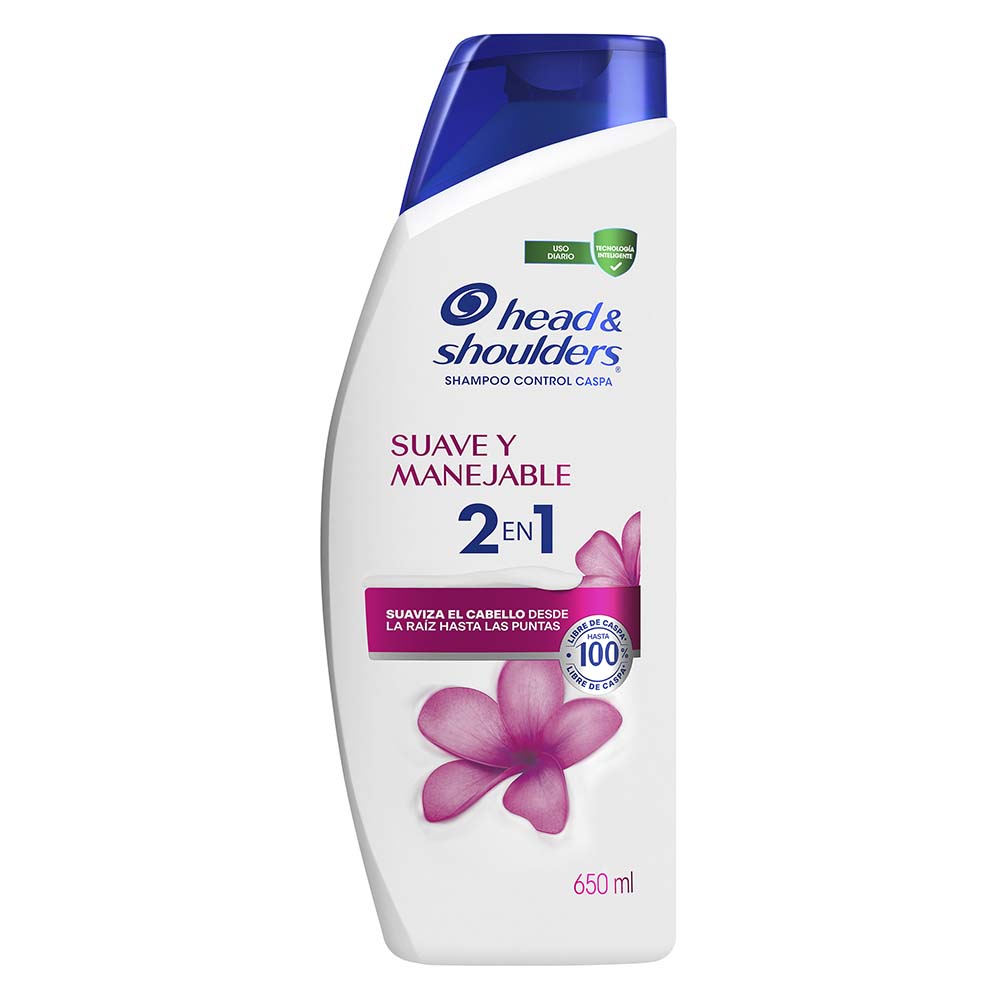 USO
DIARIO
TECNOLOGÍA
INTELIGENTE
head &
shoulders®
SHAMPOO CONTROL CASPA
SUAVE Y
MANEJABLE
2 EN 1
SUAVIZA EL CABELLO DESDE
LA RAÍZ HASTA LAS PUNTAS
LIBRE DE CASPA*
HASTA
100%
LIBRE DE CASPA*
650 ml